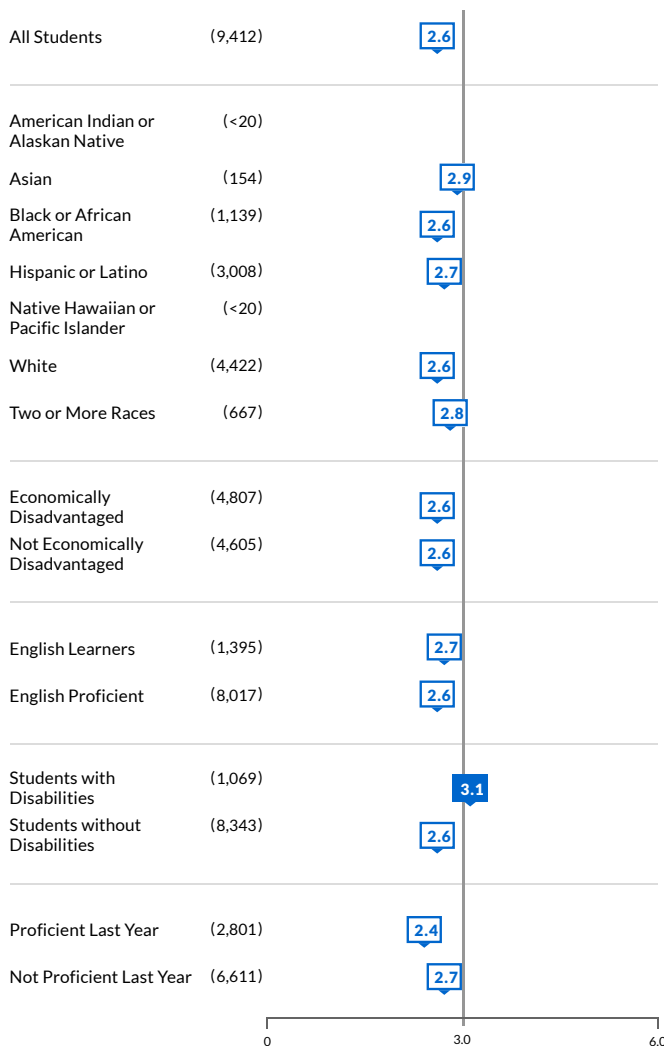 All Students (9,412) 2.6
American Indian or (<20)
Alaskan Native
Asian (154) 2.9
Black or African (1,139) 2.6
American
Hispanic or Latino (3,008) 2.7
Native Hawaiian or (<20)
Pacific Islander
White (4,422) 2.6
Two or More Races (667) 2.8
Economically (4,807) 2.6
Disadvantaged
Not Economically (4,605) 2.6
Disadvantaged
English Learners (1,395) 2.7
English Proficient (8,017) 2.6
Students with (1,069) 3.1
Disabilities
Students without (8,343) 2.6
Disabilities
Proficient Last Year (2,801) 2.4
Not Proficient Last Year (6,611) 2.7
0 3.0 6.0